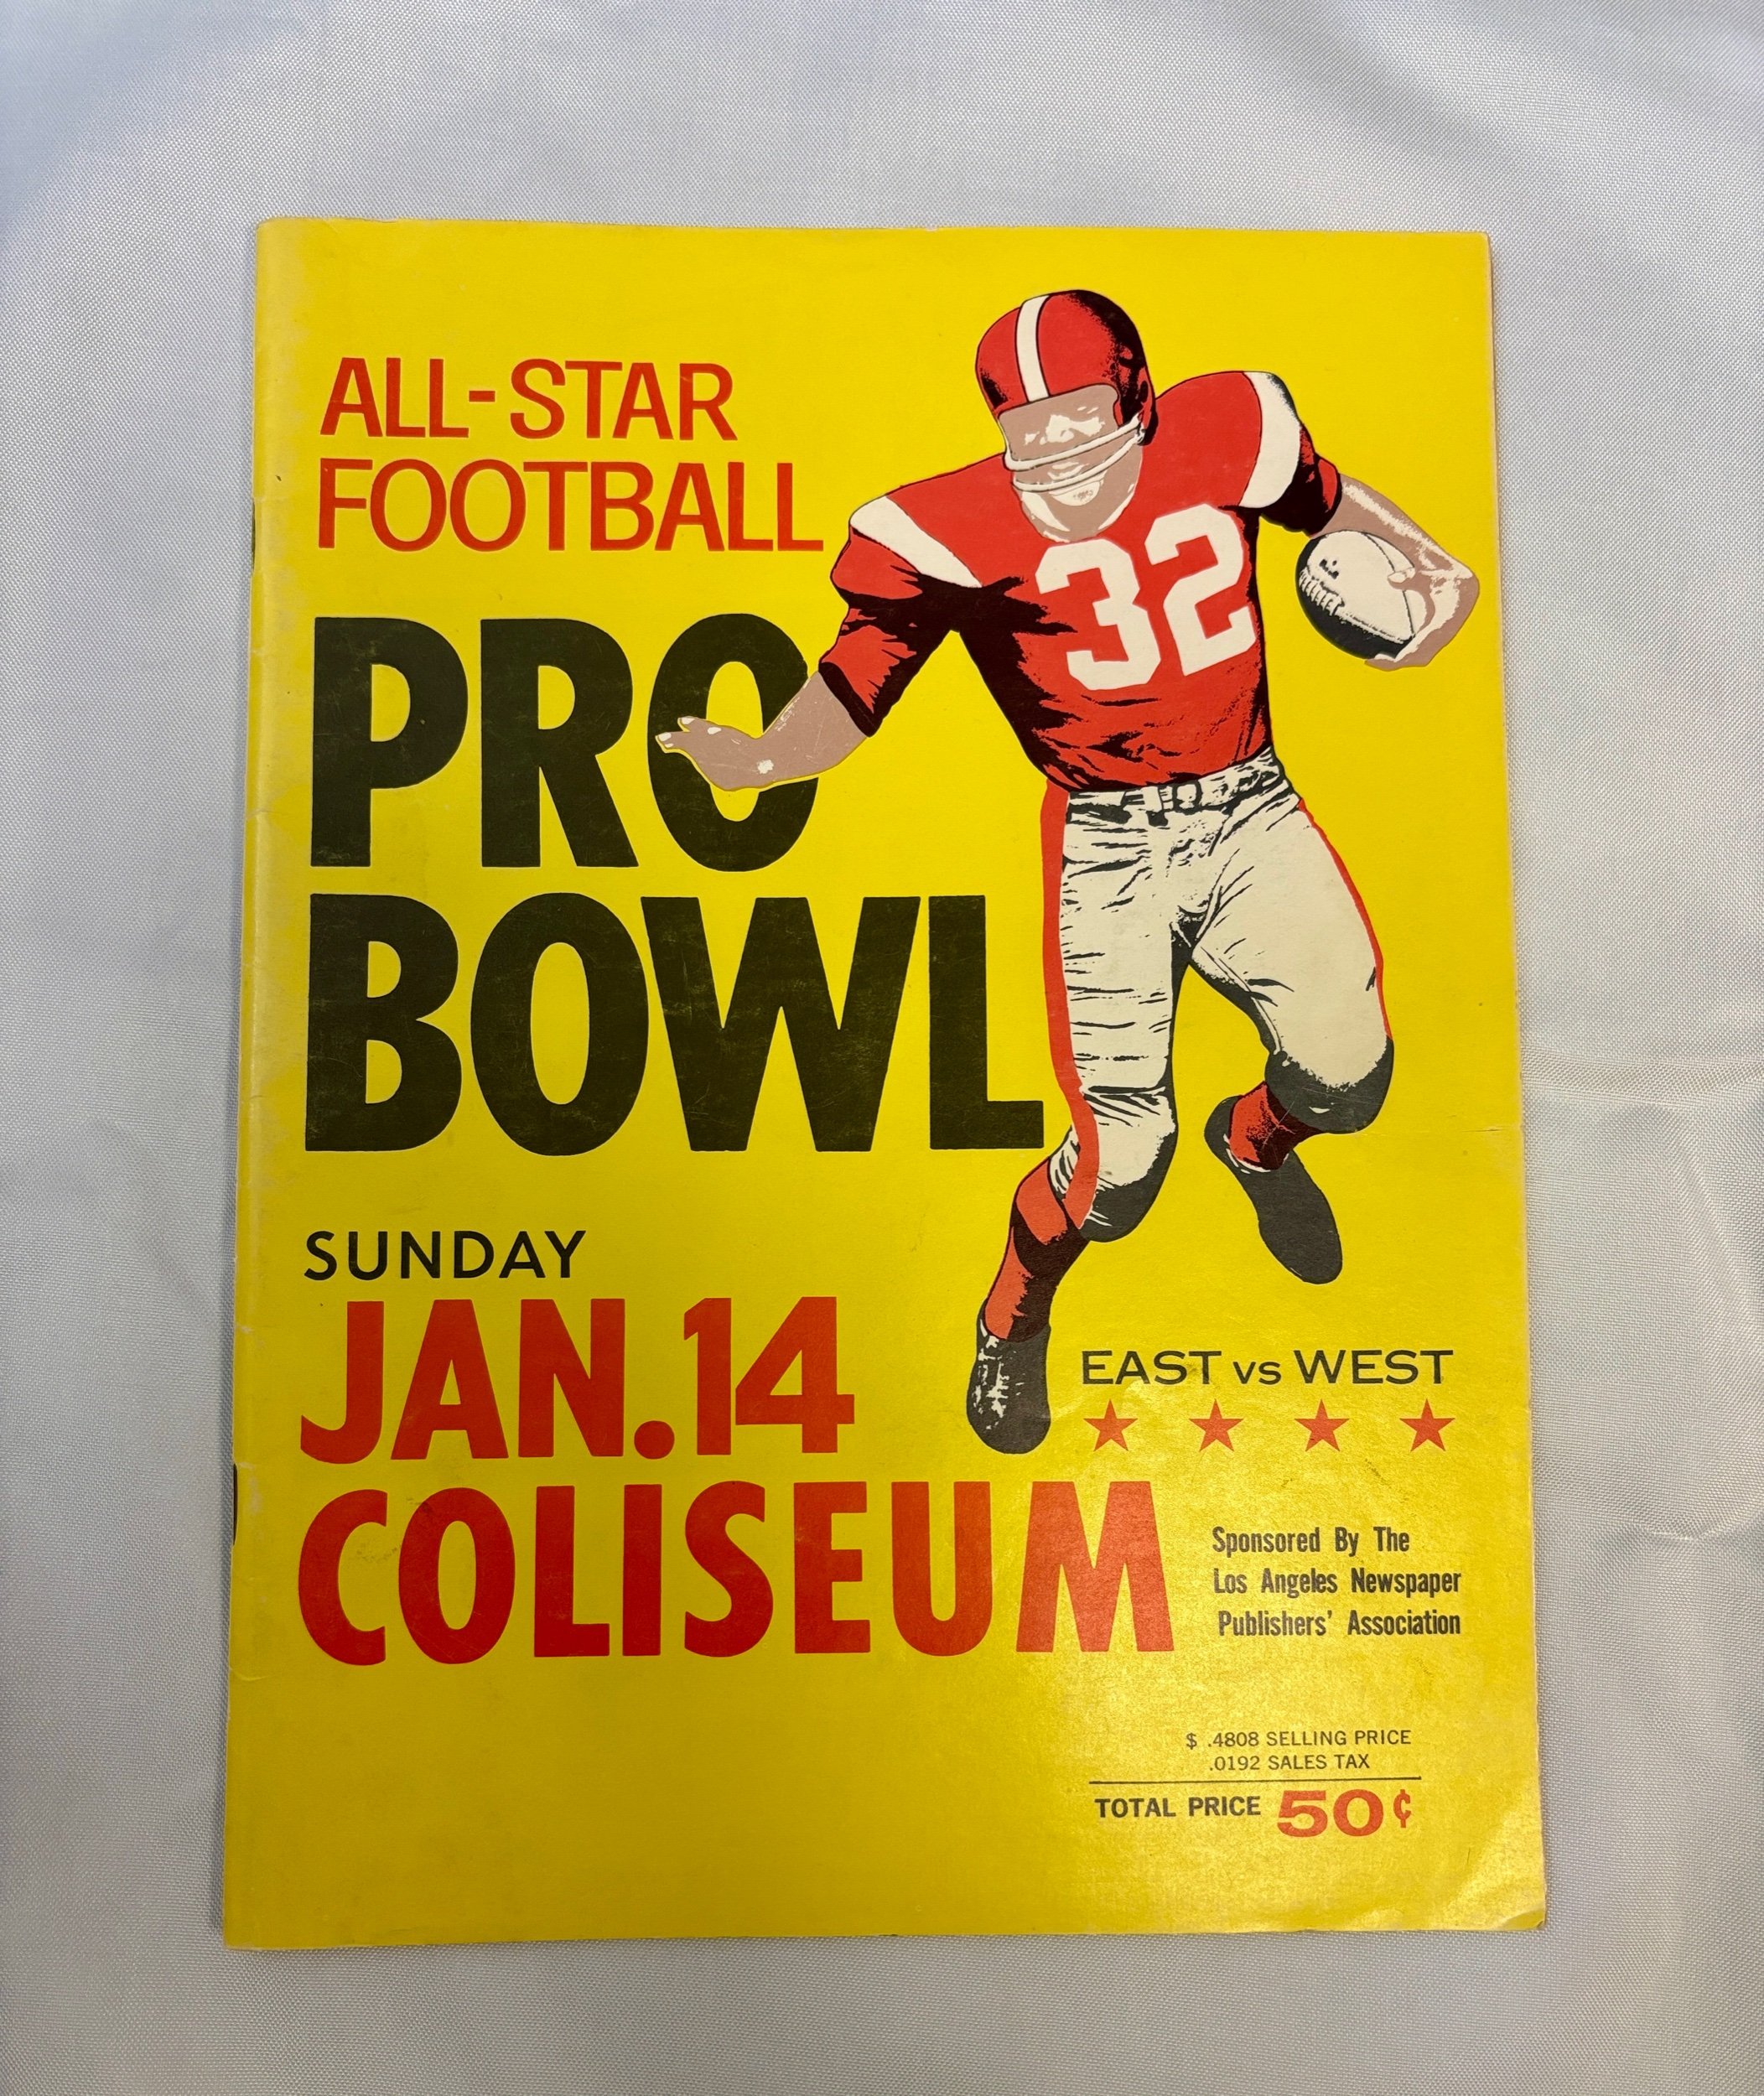 ALL-STAR
FOOTBALL
PRO
BOWL
32
SUNDAY
JAN.14
COLISEUM
EAST vs WEST
Sponsored By The
Los Angeles Newspaper
Publishers' Association
$ .4808 SELLING PRICE
.0192 SALES TAX
TOTAL PRICE 50¢